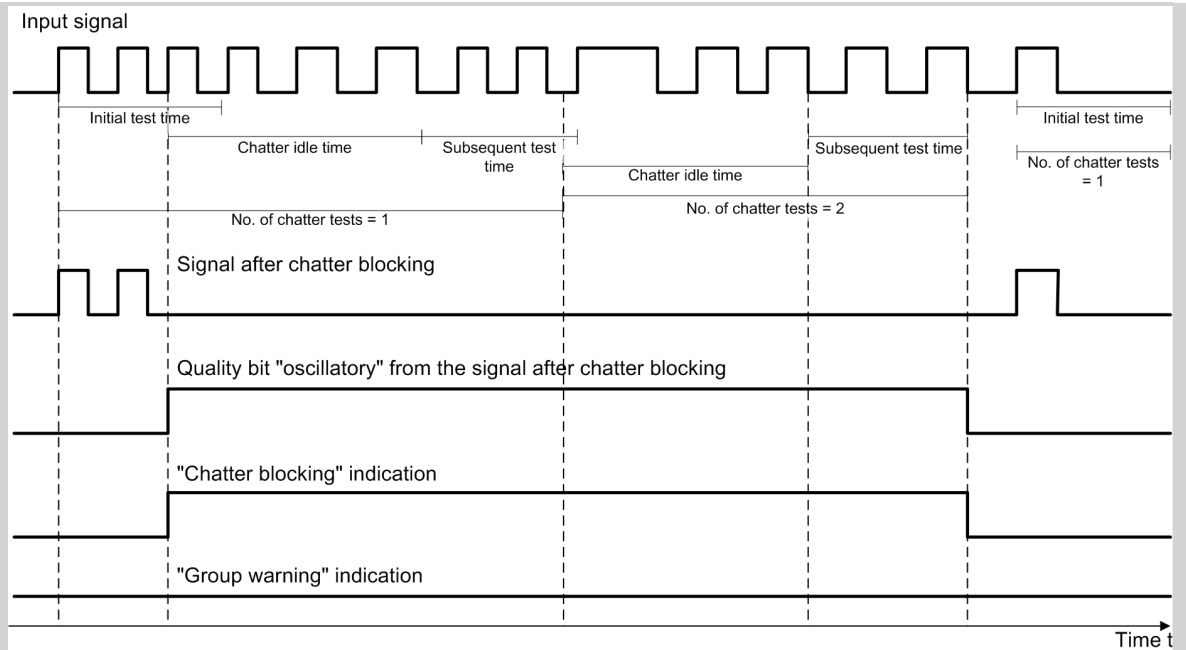 Input signal
Initial test time
Initial test time
Chatter idle time
Subsequent test
time
Subsequent test time
No. of chatter tests
= 1
Chatter idle time
No. of chatter tests = 1
No. of chatter tests = 2
Signal after chatter blocking
Quality bit "oscillatory" from the signal after chatter blocking
"Chatter blocking" indication
"Group warning" indication
Time t